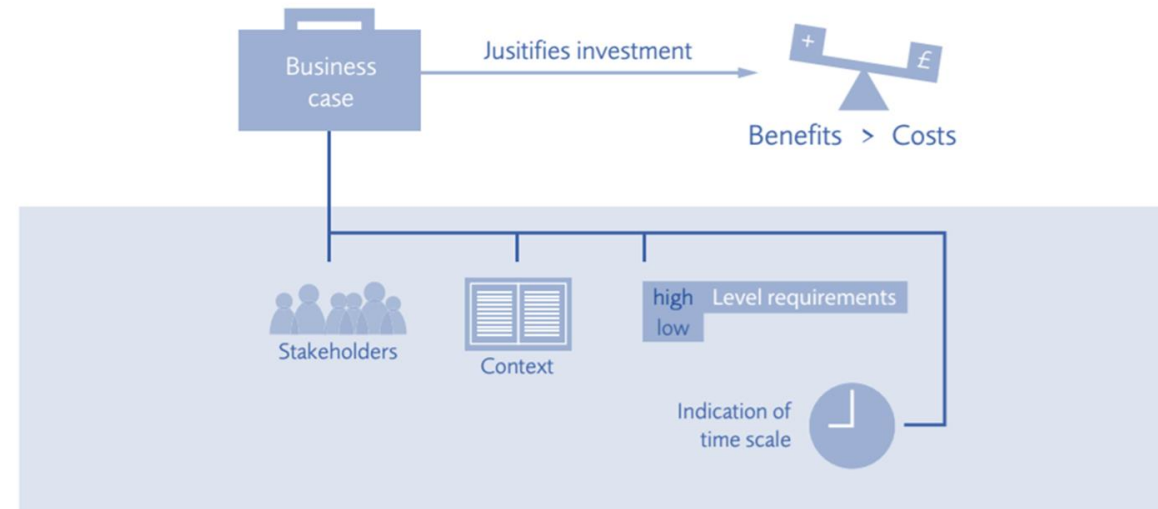 Business
case
Jusitifies investment
+
£
Benefits > Costs
Stakeholders
Context
high Level requirements
low
Indication of
time scale